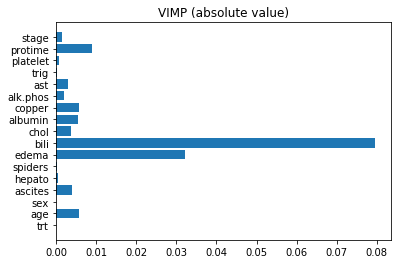 VIMP (absolute value)
stage
protime
platelet
trig
ast
alk.phos
copper
albumin
chol
bili
edema
spiders
hepato
ascites
sex
age
trt
0.00 0.01 0.02 0.03 0.04 0.05 0.06 0.07 0.08